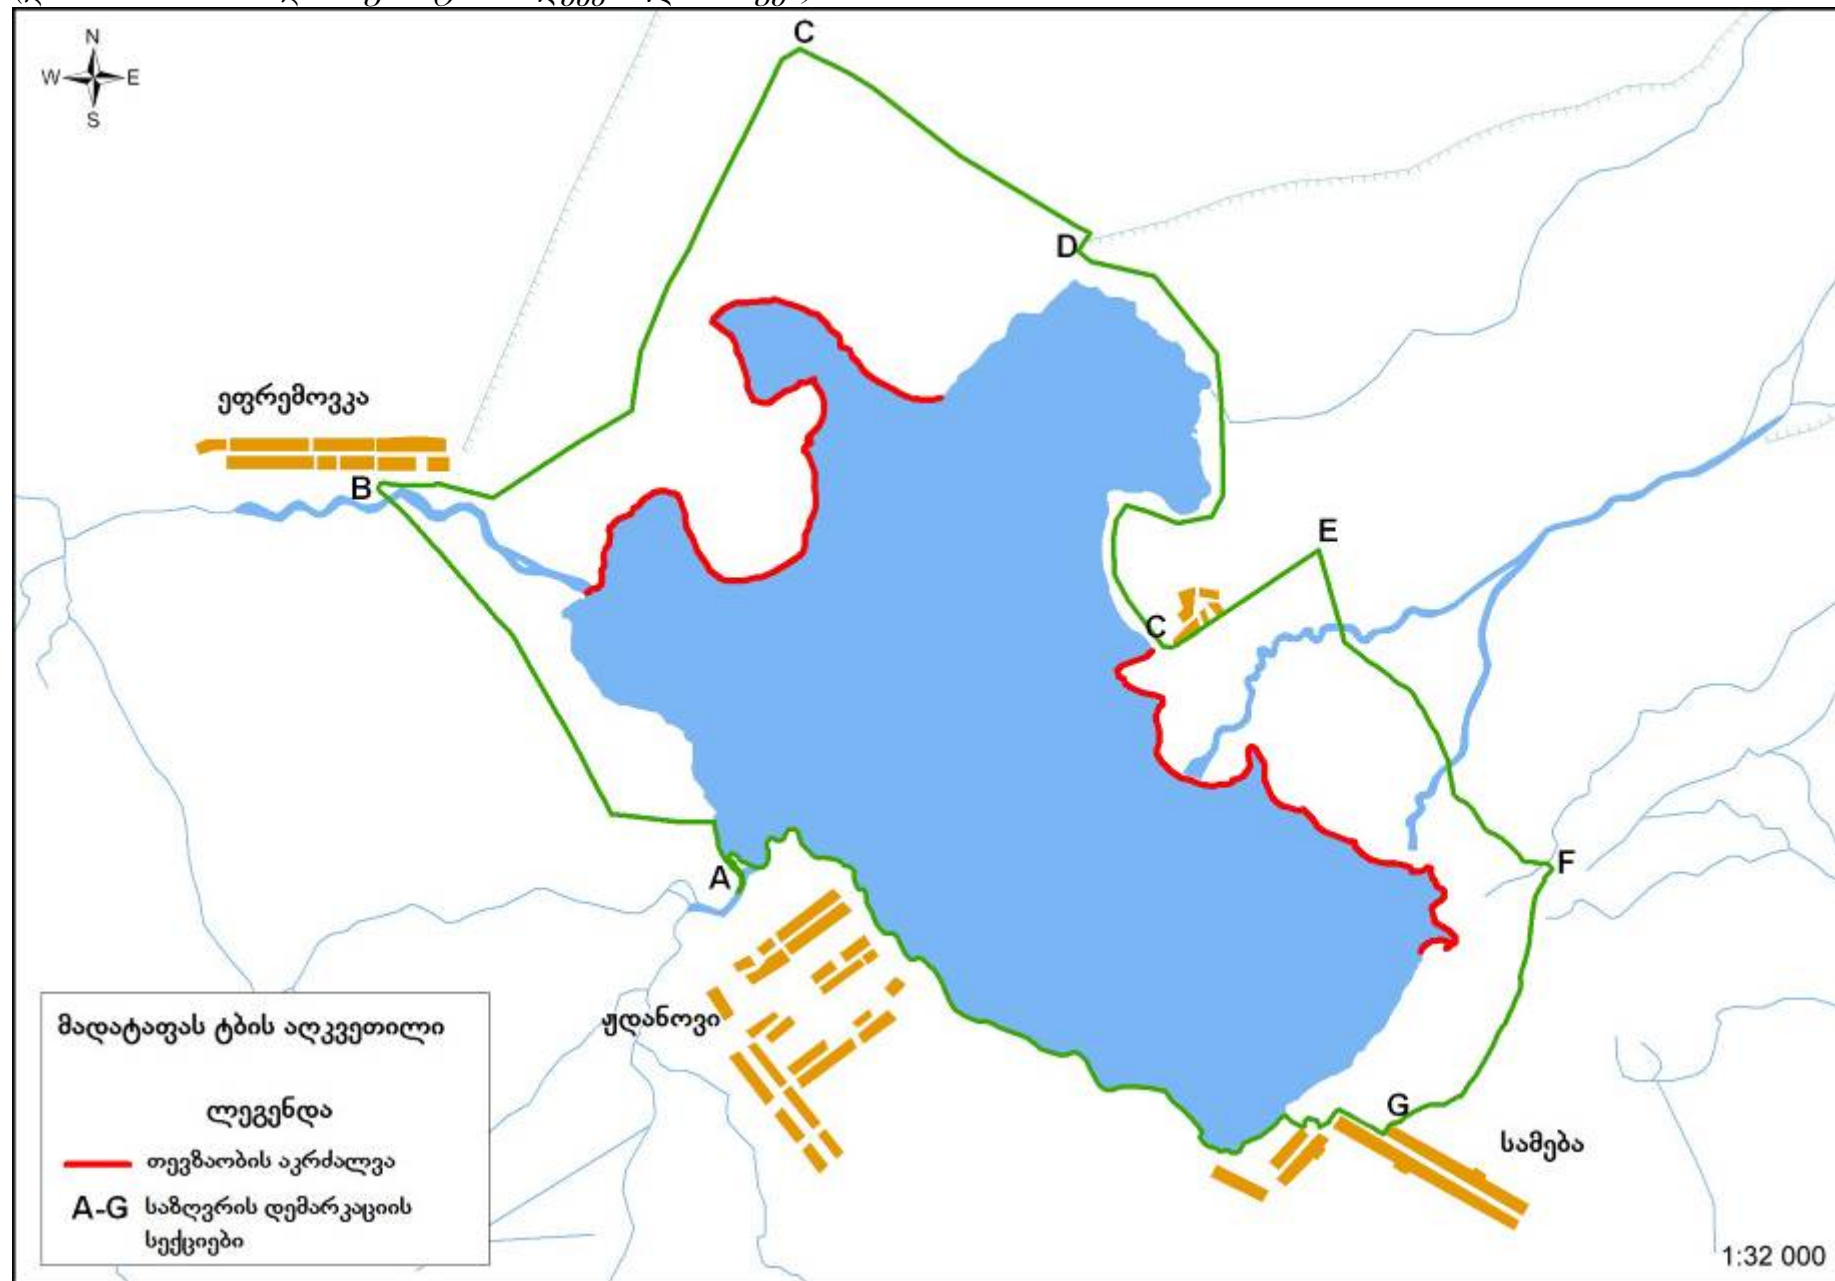 N
W E
S
C
D
ეფრემოვკა
B
E
C
A
F
ჟდანოვი
G
სამება
მადატაფას ტბის აღკვეთილი
ლეგენდა
თევზაობის აკრძალვა
A-G საზღვრის დემარკაციის
სექციები
1:32 000